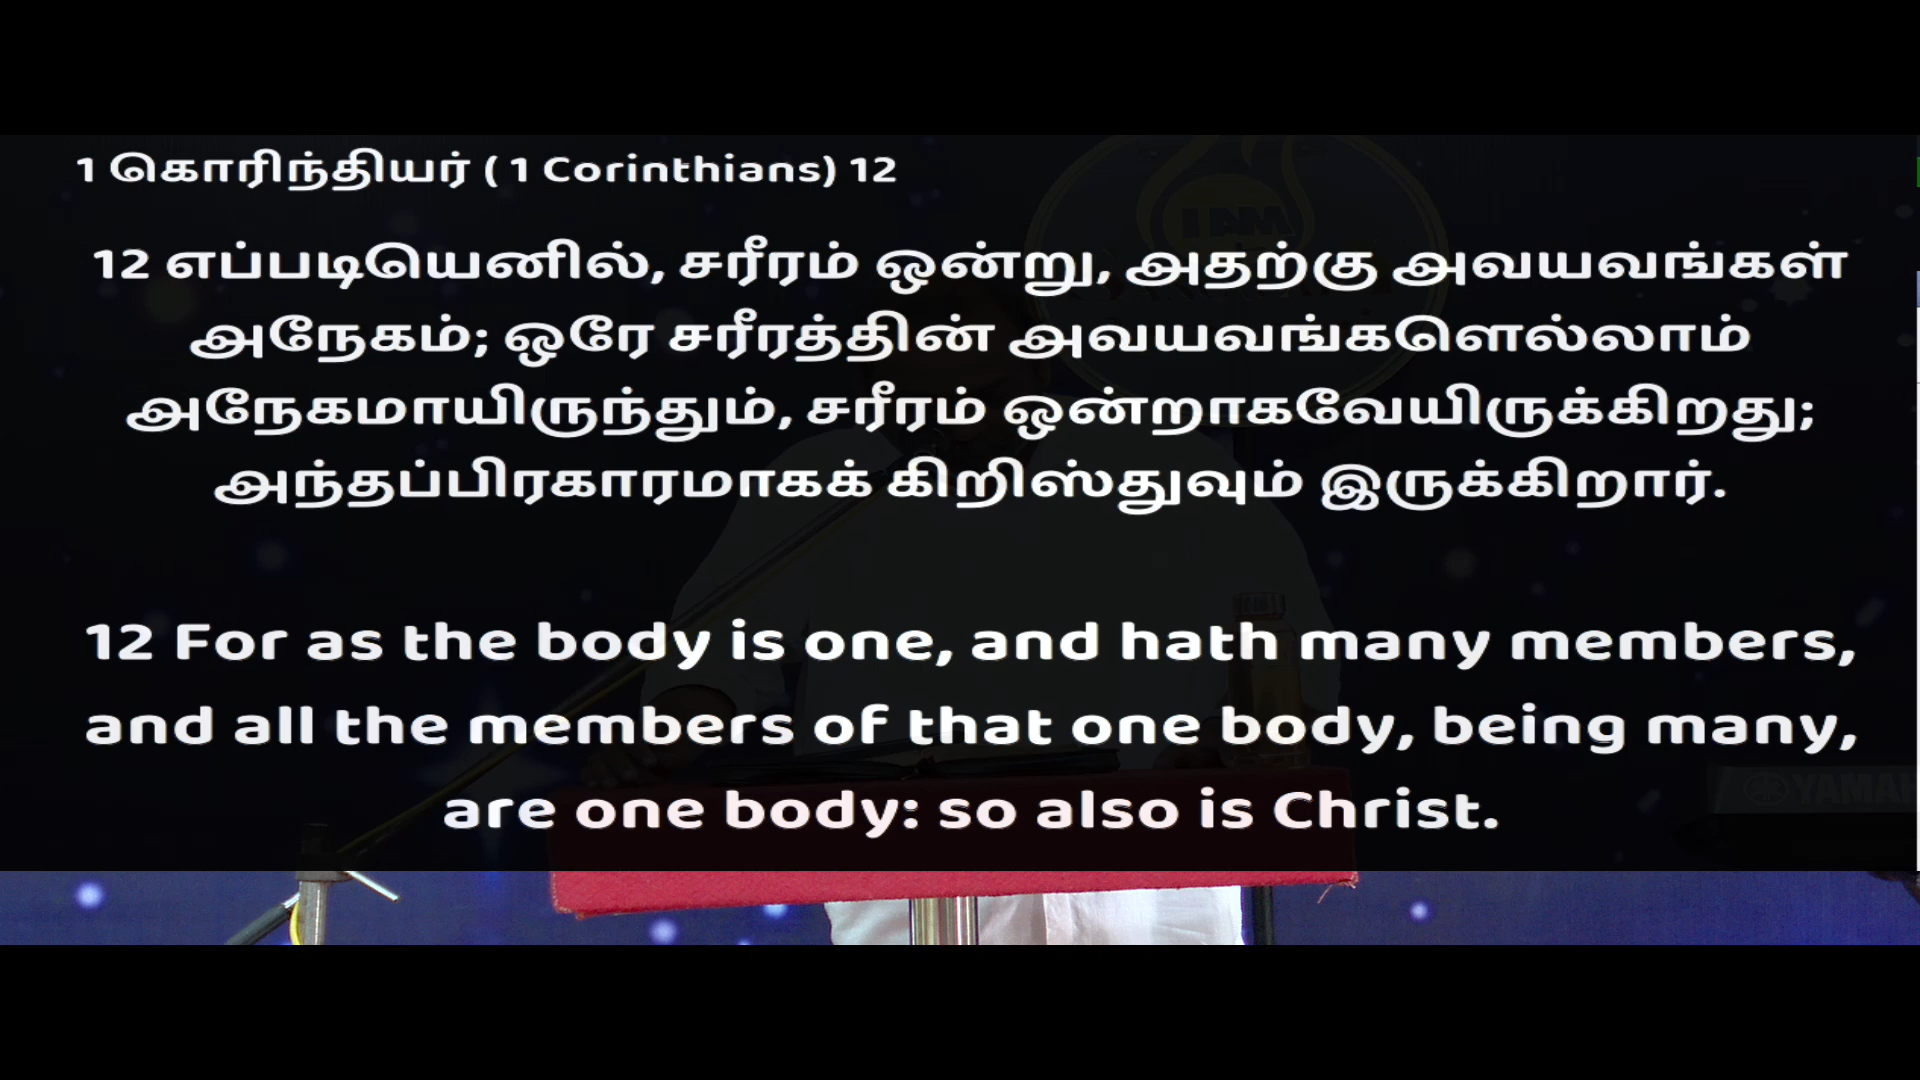 1 கொரிந்தியர் ( 1 Corinthians) 12
I AM
12 எப்படியெனில், சரீரம் ஒன்று, அதற்கு அவயவங்கள்
அநேகம்; ஒரே சரீரத்தின் அவயவங்களெல்லாம்
அநேகமாயிருந்தும், சரீரம் ஒன்றாகவேயிருக்கிறது;
அந்தப்பிரகாரமாகக் கிறிஸ்துவும் இருக்கிறார்.
12 For as the body is one, and hath many members,
and all the members of that one body, being many,
are one body: so also is Christ.
YAMAH